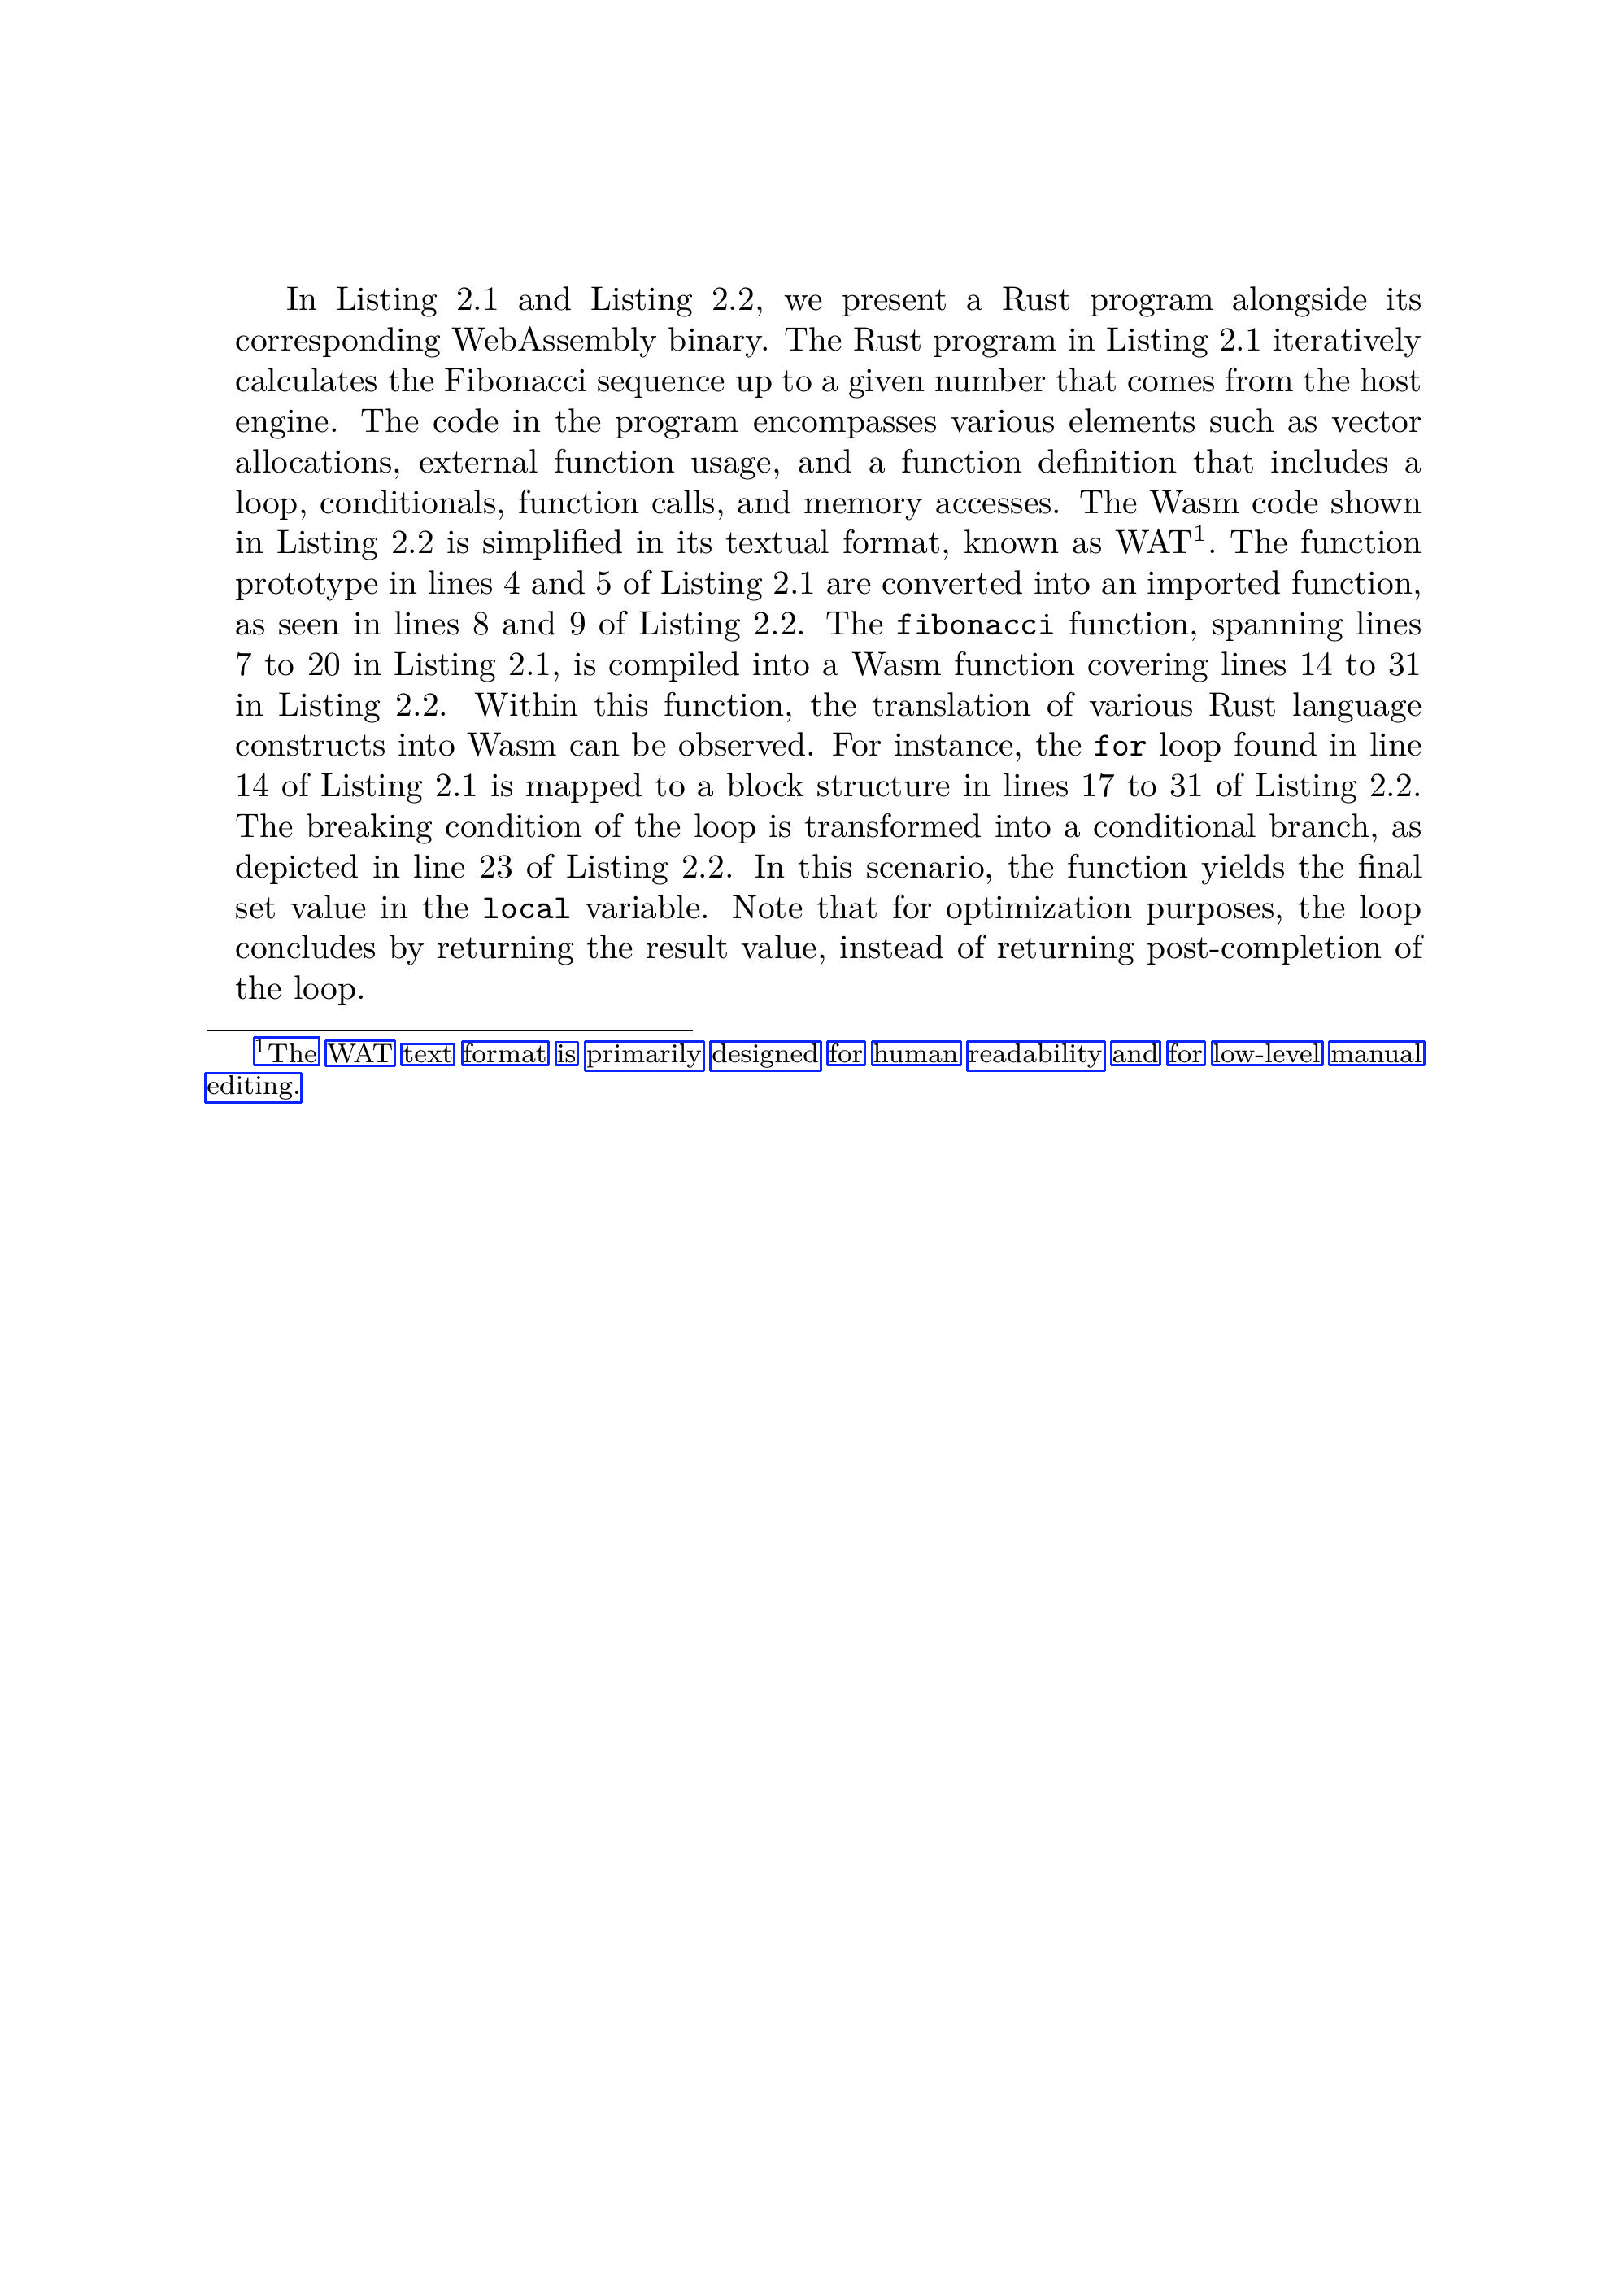 In Listing 2.1 and Listing 2.2, we present a Rust program alongside its
corresponding WebAssembly binary. The Rust program in Listing 2.1 iteratively
calculates the Fibonacci sequence up to a given number that comes from the host
engine. The code in the program encompasses various elements such as vector
allocations, external function usage, and a function definition that includes a
loop, conditionals, function calls, and memory accesses. The Wasm code shown
in Listing 2.2 is simplified in its textual format, known as WAT¹. The function
prototype in lines 4 and 5 of Listing 2.1 are converted into an imported function,
as seen in lines 8 and 9 of Listing 2.2. The fibonacci function, spanning lines
7 to 20 in Listing 2.1, is compiled into a Wasm function covering lines 14 to 31
in Listing 2.2. Within this function, the translation of various Rust language
constructs into Wasm can be observed. For instance, the for loop found in line
14 of Listing 2.1 is mapped to a block structure in lines 17 to 31 of Listing 2.2.
The breaking condition of the loop is transformed into a conditional branch, as
depicted in line 23 of Listing 2.2. In this scenario, the function yields the final
set value in the local variable. Note that for optimization purposes, the loop
concludes by returning the result value, instead of returning post-completion of
the loop.
¹The WAT text format is primarily designed for human readability and for low-level manual
editing.